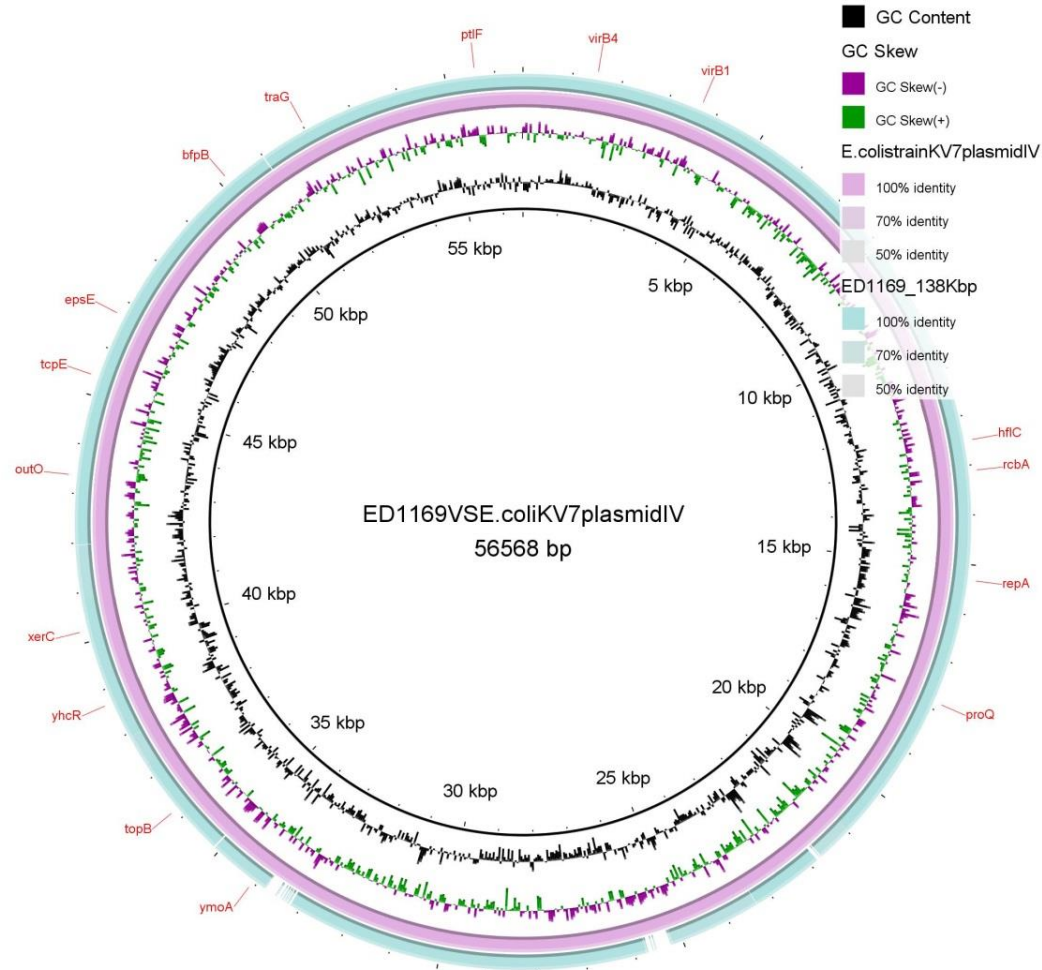 GC Content
GC Skew
GC Skew(-)
GC Skew(+)
E.colistrainKV7plasmidIV
100% identity
70% identity
50% identity
ED1169_138Kbp
100% identity
70% identity
50% identity
ptlF
virB4
virB1
traG
bfpB
epsE
tcpE
outO
xerC
yhcR
topB
ymoA
hflC
rcbA
repA
proQ
55 kbp
5 kbp
50 kbp
10 kbp
45 kbp
15 kbp
40 kbp
20 kbp
35 kbp
25 kbp
30 kbp
ED1169VSE.coliKV7plasmidIV
56568 bp